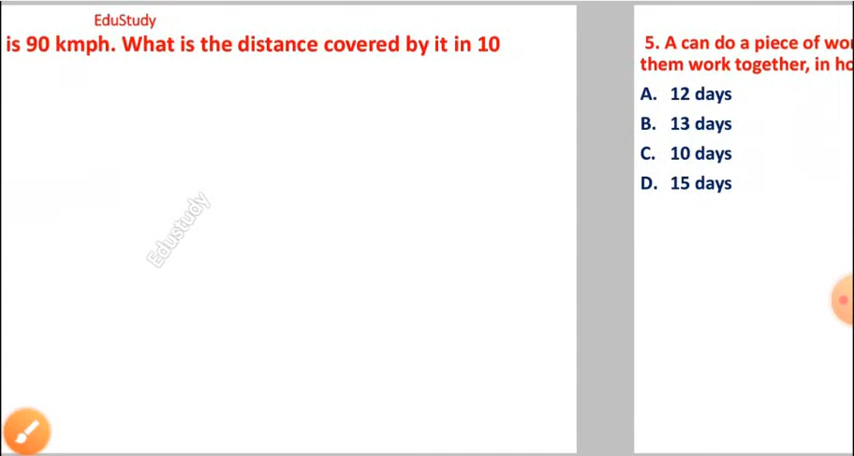 EduStudy
is 90 kmph. What is the distance covered by it in 10
Edustudy
5. A can do a piece of
them work together, in
A. 12 days
B. 13 days
C. 10 days
D. 15 days